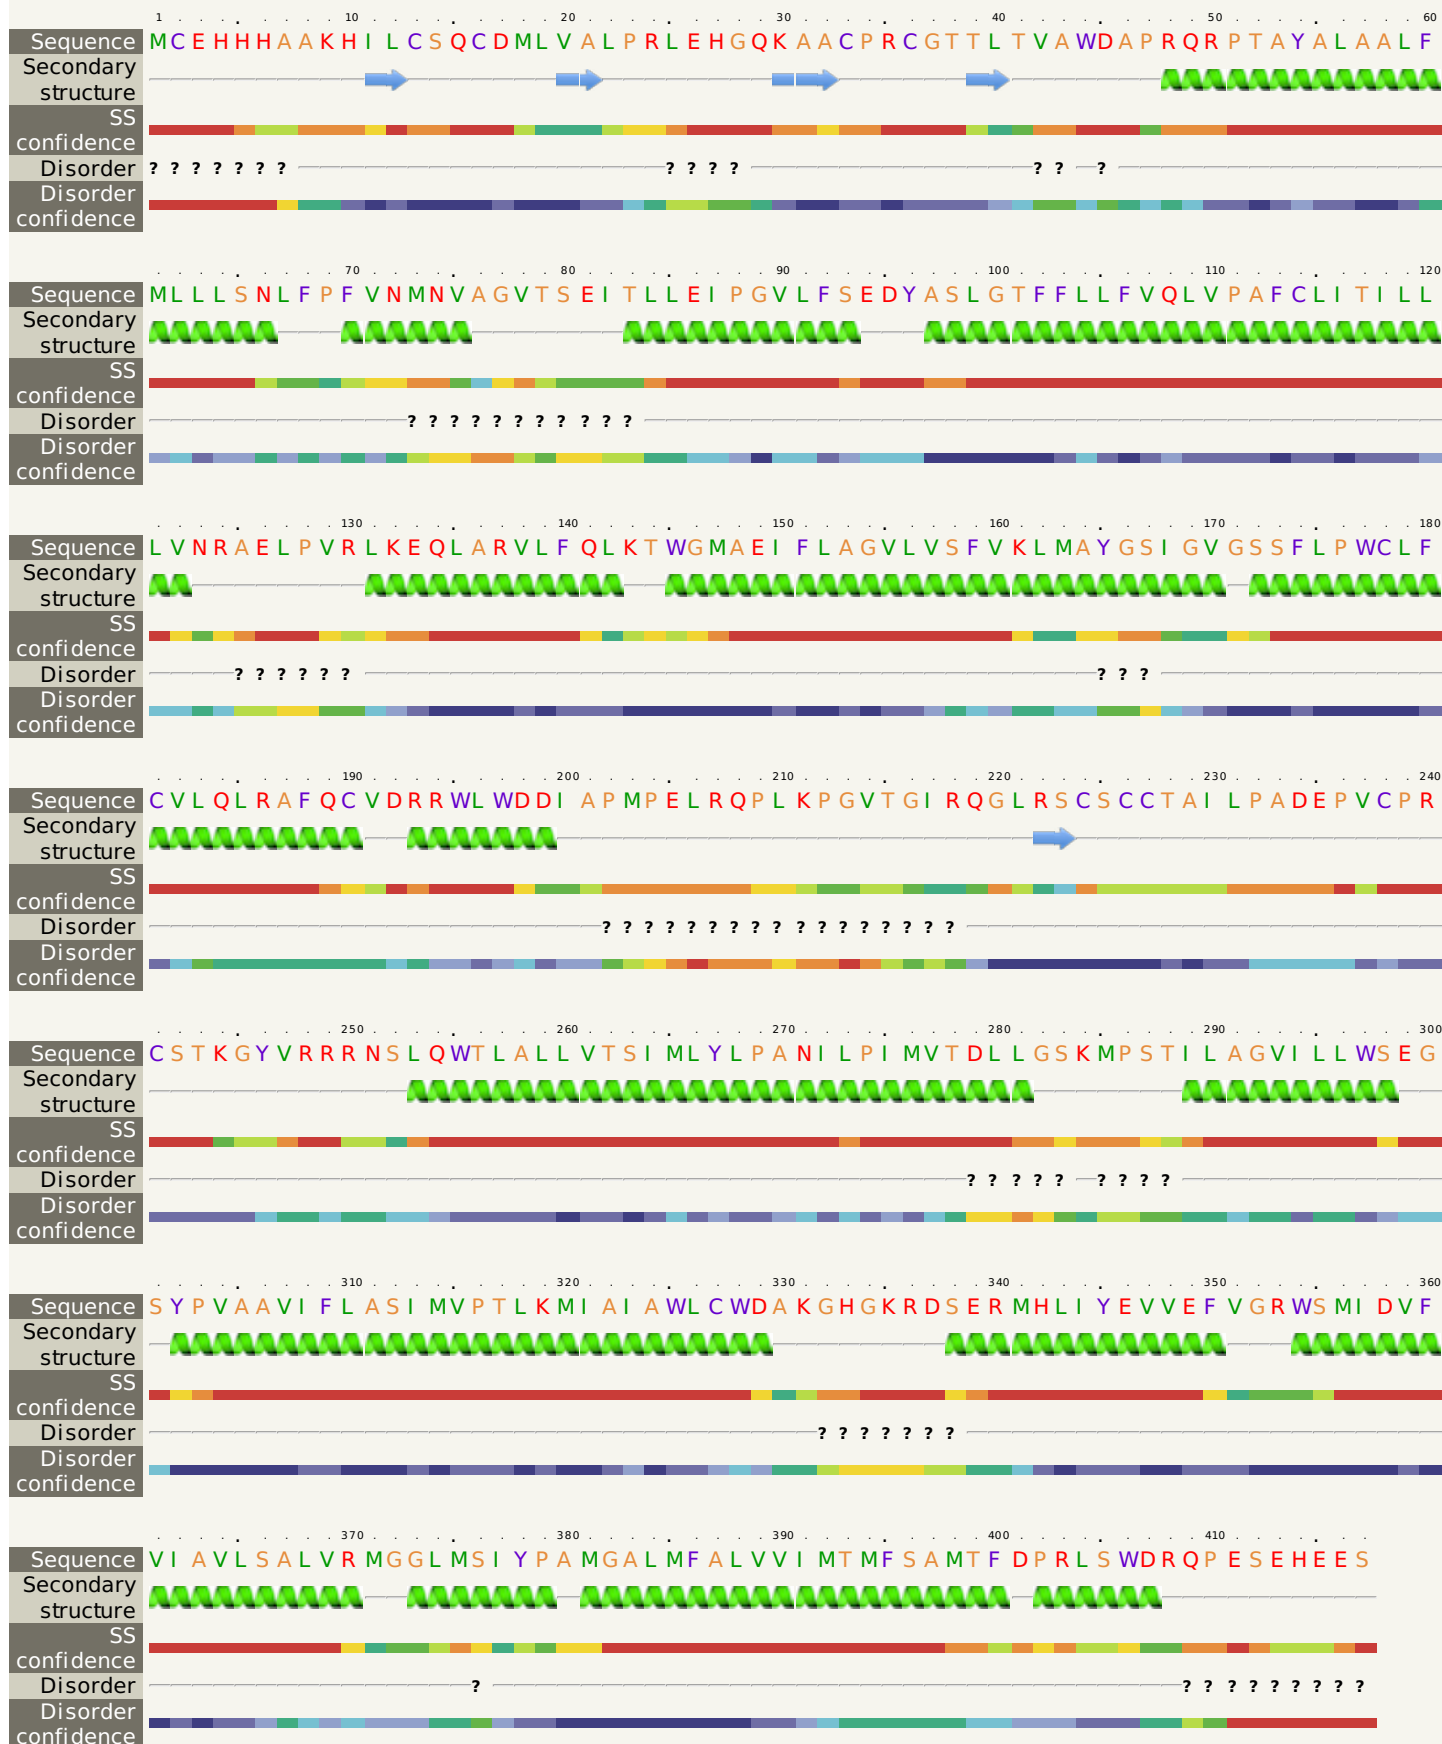 1 10 20 30 40 50 60
Sequence MCEHHHAAKHILCSQCDMLVALPRLEHGQKAACPRCGTTLTVAWDAPRQRPTAYALAALF
Secondary
structure
SS
confidence
Disorder ? ? ? ? ? ? ? ? ? ? ? ? ? ?
Disorder
confidence
70 80 90 100 110 120
Sequence MLLLSNLFPFVNMNVAGVTSEITLLEIPGVLFSEDYASLGTFFLLFVQLVPAFCLITILL
Secondary
structure
SS
confidence
Disorder ? ? ? ? ? ? ? ? ? ? ?
Disorder
confidence
130 140 150 160 170 180
Sequence LVNRAELPVRLKEQLARVLFQLKTWGMAEIFLAGVLVSFVKLMAYGSIGVGSSFLPWCLF
Secondary
structure
SS
confidence
Disorder ? ? ? ? ? ? ? ? ?
Disorder
confidence
190 200 210 220 230 240
Sequence CVLQLRAFQCVDRRWLWDDIAPMPELRQPLKPGVTGIRQGLRSCSCCTAILPADEPVCPR
Secondary
structure
SS
confidence
Disorder ? ? ? ? ? ? ? ? ? ? ? ? ? ? ? ? ?
Disorder
confidence
250 260 270 280 290 300
Sequence CSTKGYVRRRNSLQWTLALLVTSIMLYLPANILPIMVTDLLGSKMPSTILAGVILLWSEG
Secondary
structure
SS
confidence
Disorder ? ? ? ? ? ? ? ? ?
Disorder
confidence
310 320 330 340 350 360
Sequence SYPVAAVIFLASIMVPTLKMIAIAWLCWDAKGHGKRDSERMHLIYEVVEFVGRWSMIDVF
Secondary
structure
SS
confidence
Disorder ? ? ? ? ? ? ?
Disorder
confidence
370 380 390 400 410
Sequence VIAVLSALVRMGGLMSIYPAMGALMFALVVIMTMFSAMTFDPRLSWDRQPESEHEES
Secondary
structure
SS
confidence
Disorder ? ? ? ? ? ? ? ? ? ?
Disorder
confidence